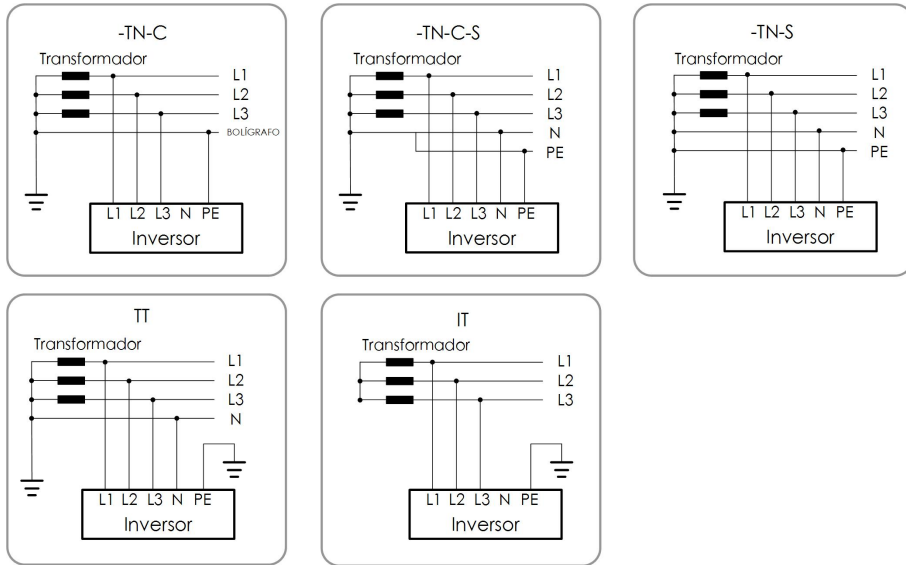 -TN-C
Transformador
L1
L2
L3
BOLÍGRAFO
L1 L2 L3 N PE
Inversor
-TN-C-S
Transformador
L1
L2
L3
N
PE
L1 L2 L3 N PE
Inversor
-TN-S
Transformador
L1
L2
L3
N
PE
L1 L2 L3 N PE
Inversor
TT
Transformador
L1
L2
L3
N
L1 L2 L3 N PE
Inversor
IT
Transformador
L1
L2
L3
L1 L2 L3 N PE
Inversor